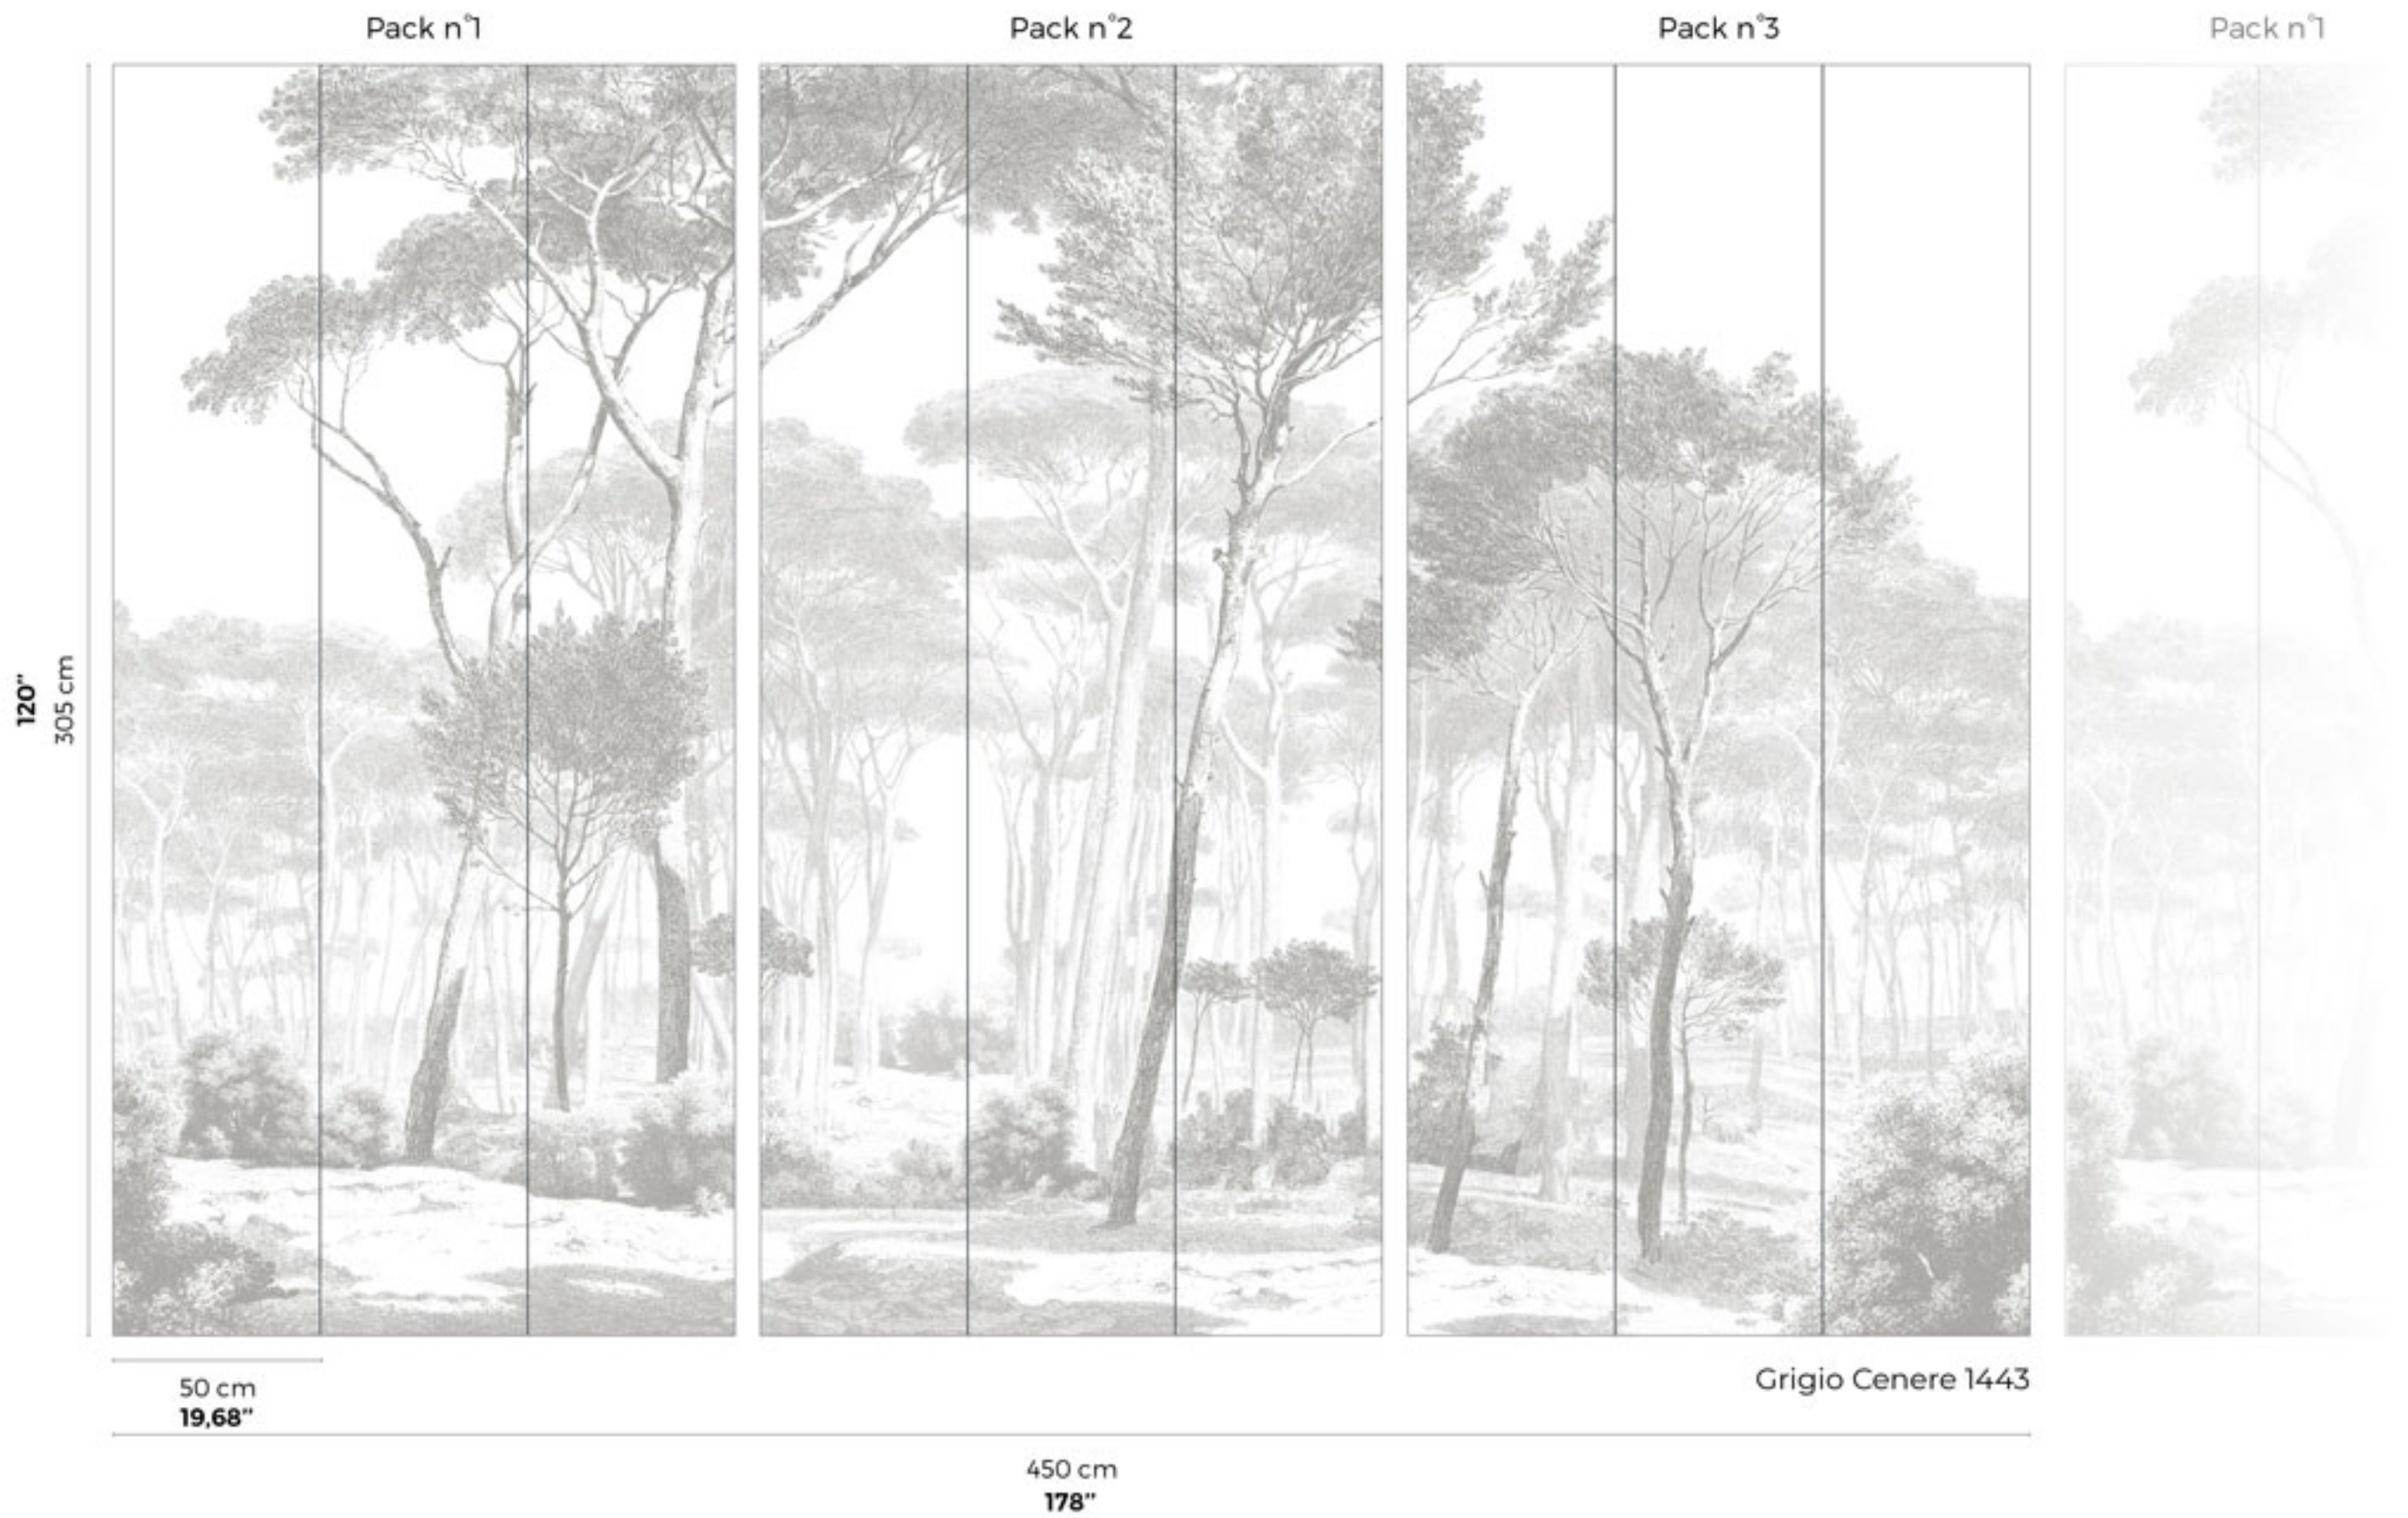 Pack n°1
Pack n°2
Pack n°3
Pack n°1
120”
305 cm
50 cm
19,68”
Grigio Cenere 1443
450 cm
178”